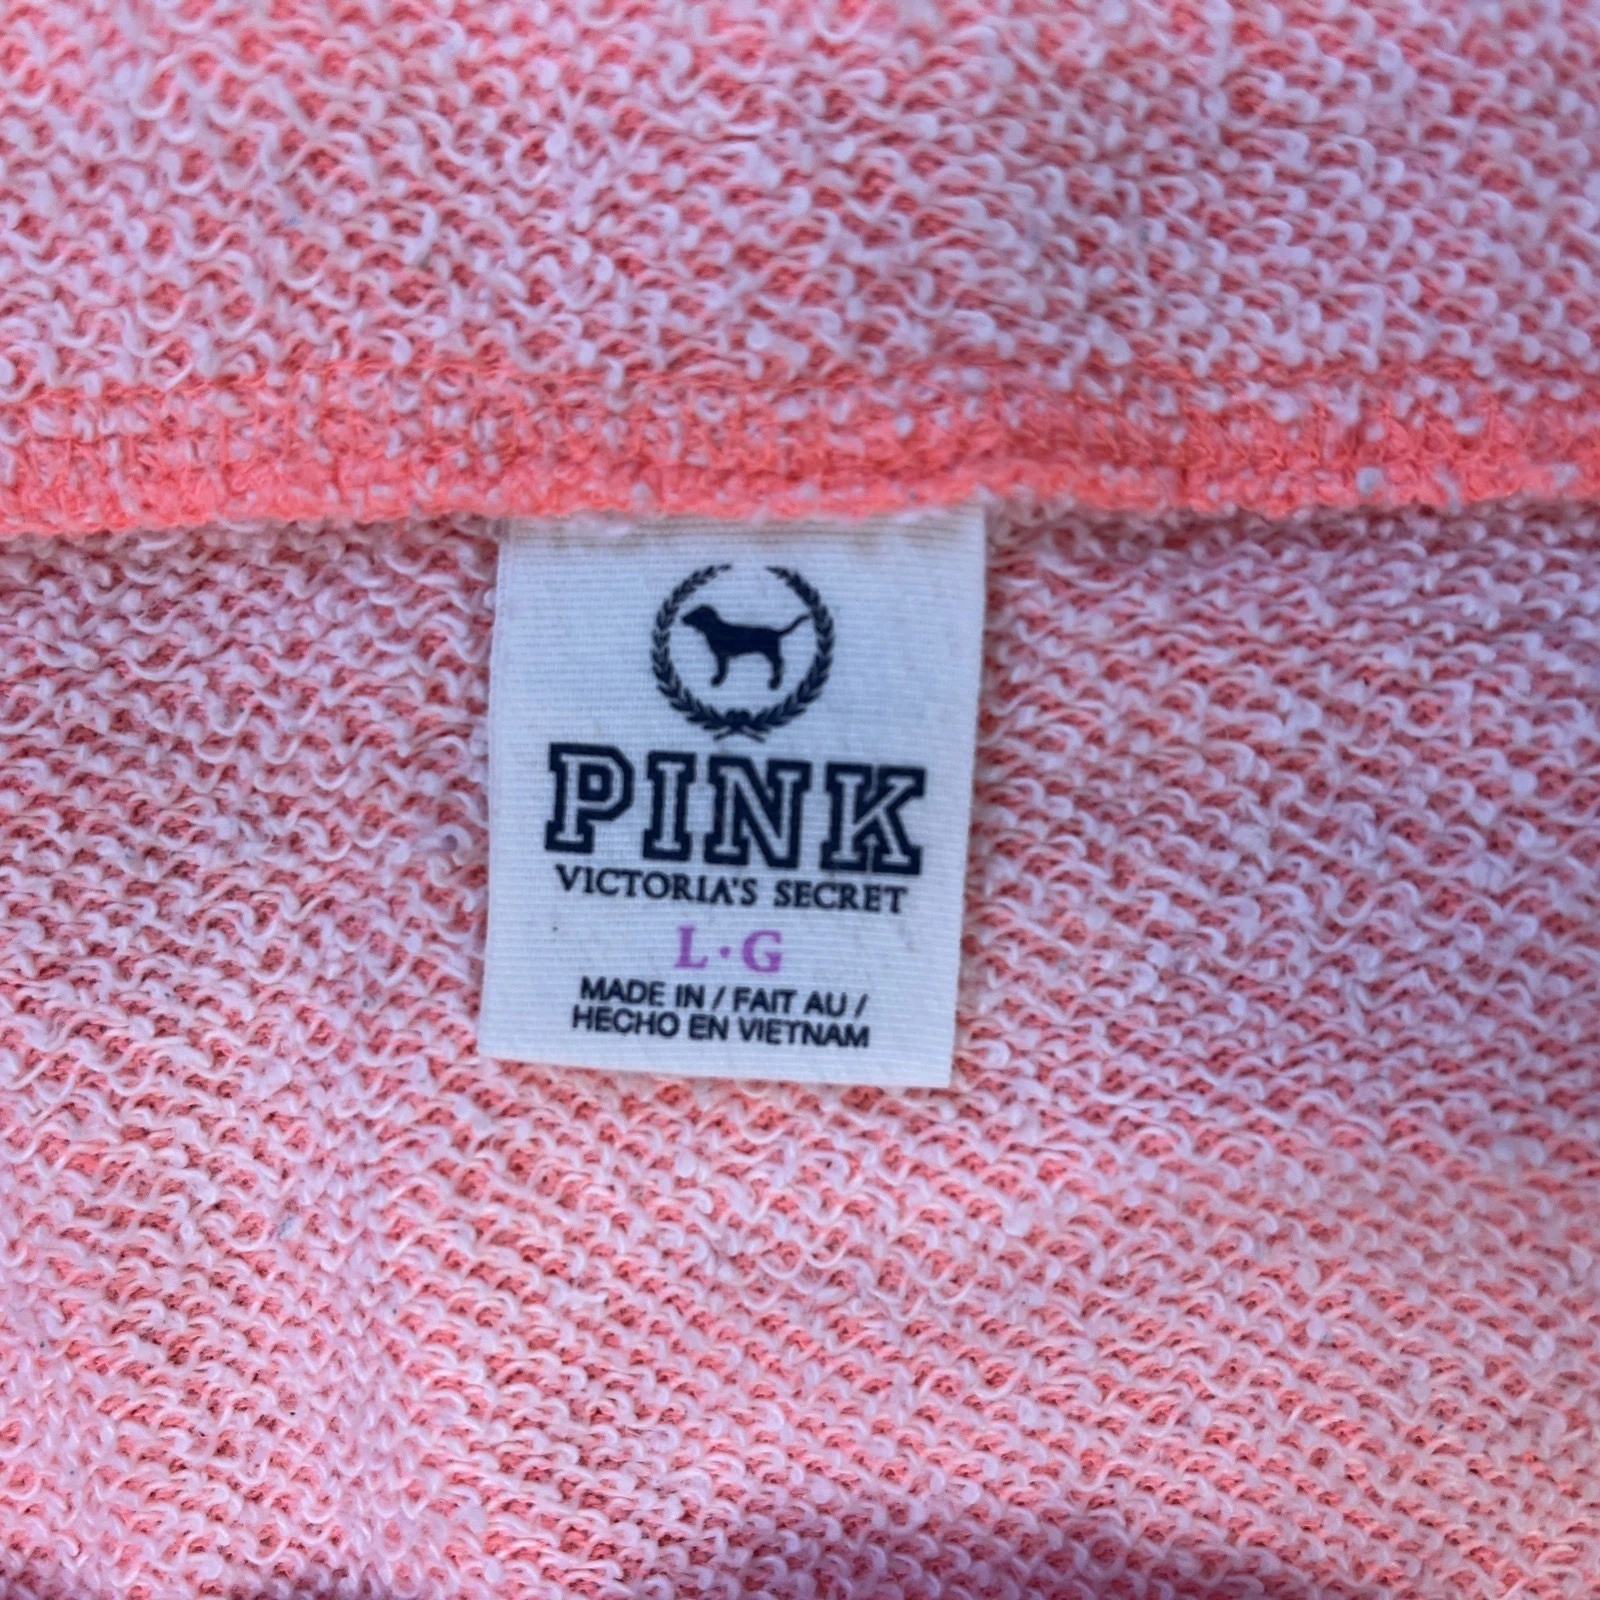 PINK
VICTORIA'S SECRET
L·G
MADE IN / FAIT AU /
HECHO EN VIETNAM